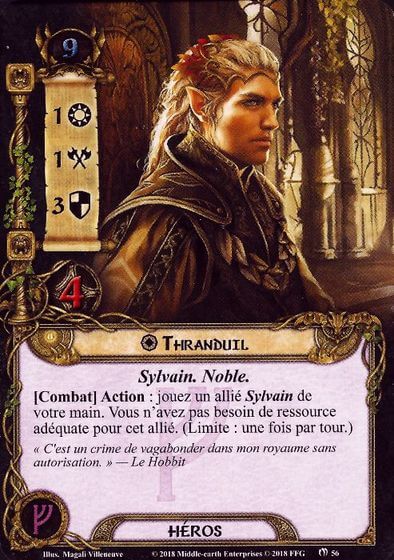 9
1
1
3
4
Thranduil
Sylvain. Noble.
[Combat] Action : jouez un allié Sylvain de
votre main. Vous n'avez pas besoin de ressource
adéquate pour cet allié. (Limite : une fois par tour.)
« C'est un crime de vagabonder dans mon royaume sans
autorisation. » — Le Hobbit
HÉROS
Illus. Magali Villeneuve
© 2018 Middle-earth Enterprises © 2018 FFG
56